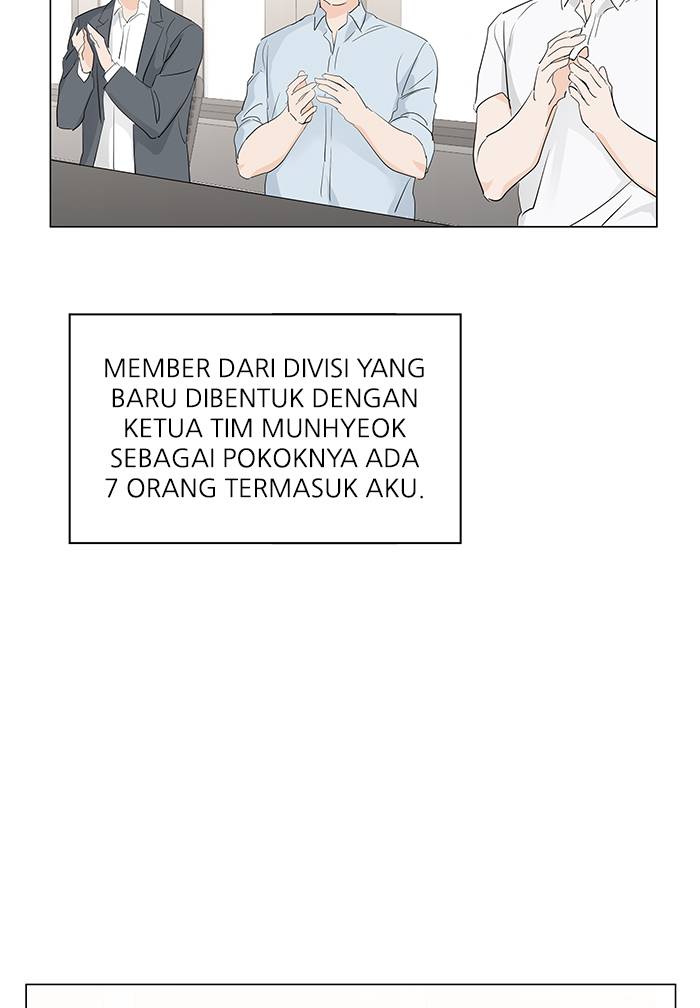 MEMBER DARI DIVISI YANG
BARU DIBENTUK DENGAN
KETUA TIM MUNHYEOK
SEBAGAI POKOKNYA ADA
7 ORANG TERMASUK AKU.